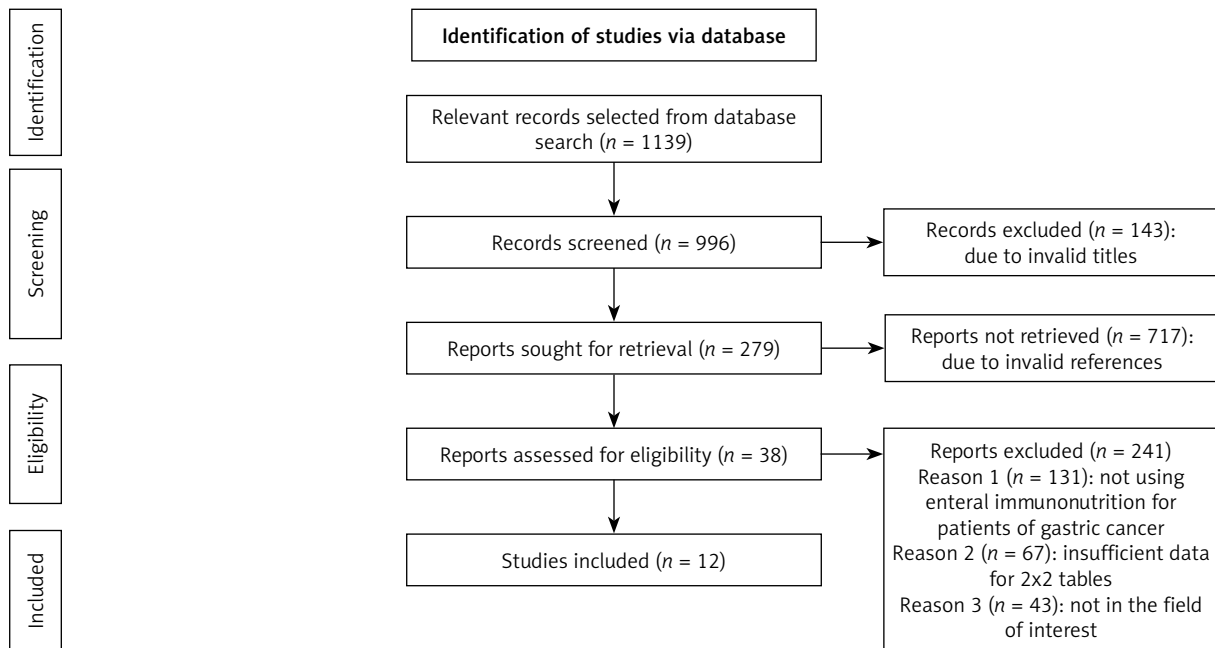 Identification
Identification of studies via database
Relevant records selected from database
search (n = 1139)
Screening
Records screened (n = 996)
Records excluded (n = 143):
due to invalid titles
Reports sought for retrieval (n = 279)
Reports not retrieved (n = 717):
due to invalid references
Eligibility
Reports assessed for eligibility (n = 38)
Reports excluded (n = 241)
Reason 1 (n = 131): not using
enteral immunonutrition for
patients of gastric cancer
Reason 2 (n = 67): insufficient data
for 2x2 tables
Reason 3 (n = 43): not in the field
of interest
Included
Studies included (n = 12)